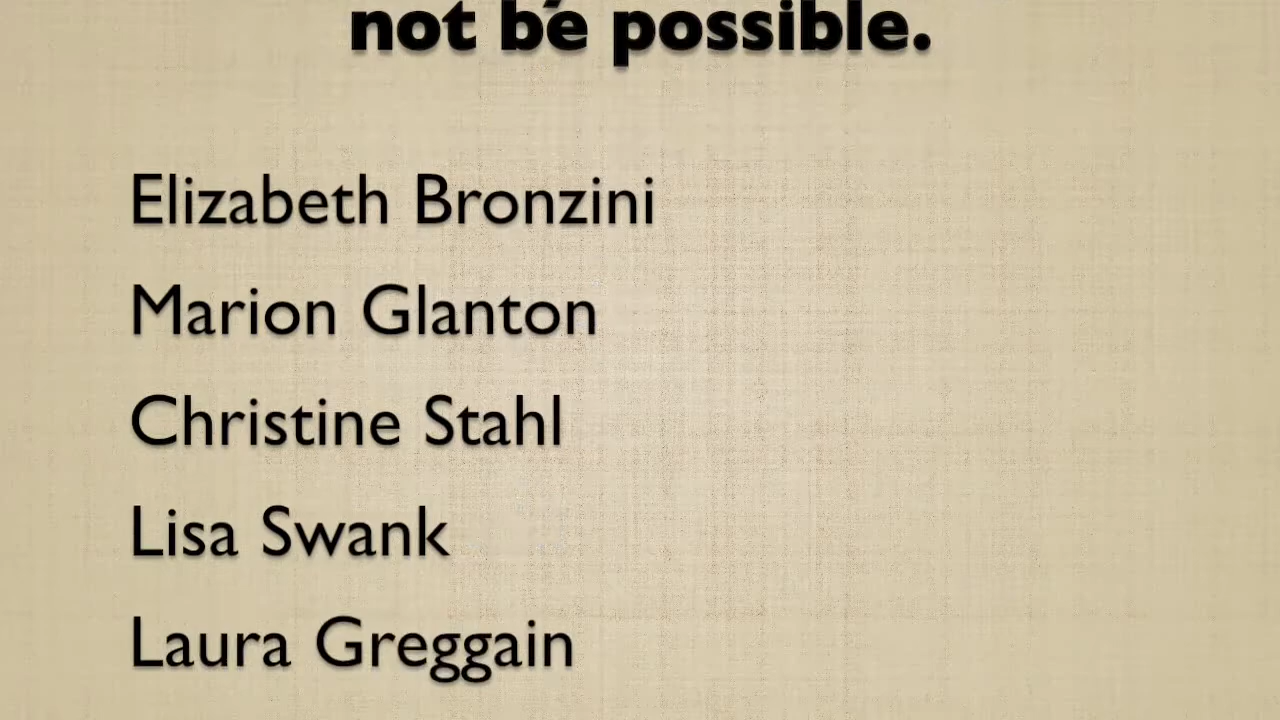 not be possible.
Elizabeth Bronzini
Marion Glanton
Christine Stahl
Lisa Swank
Laura Greggain